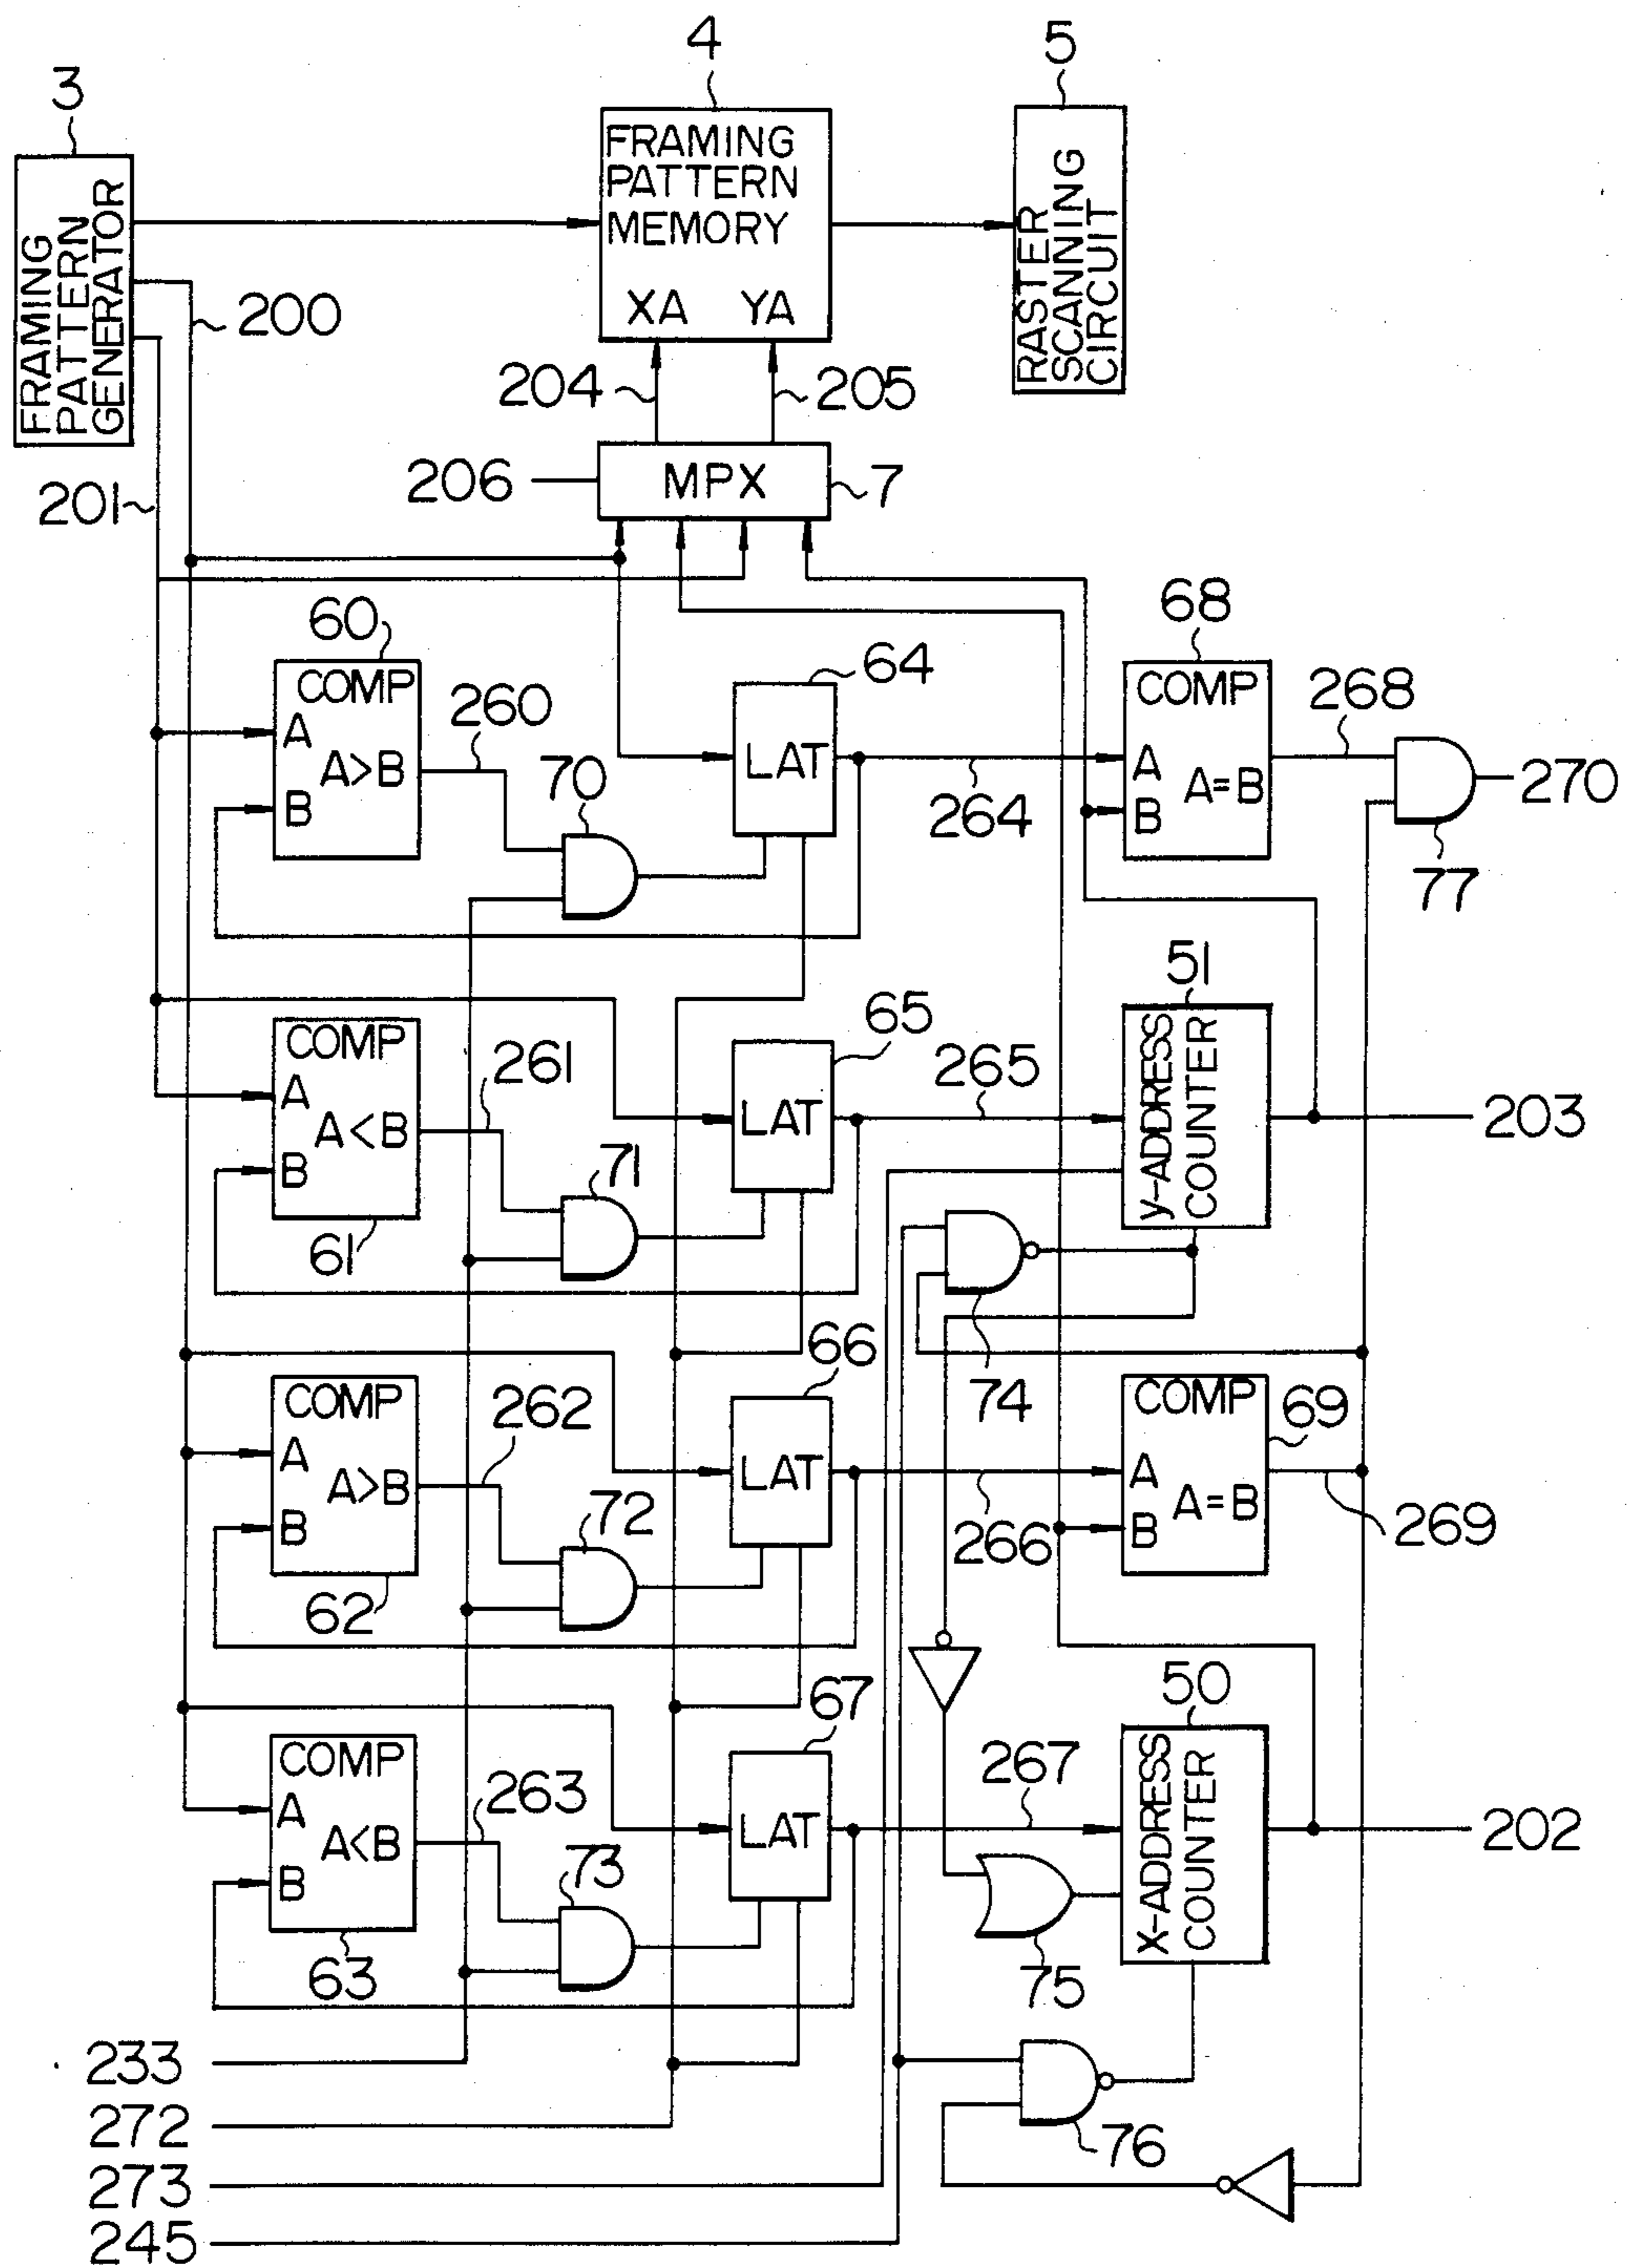 3
4
5
FRAMING
PATTERN
GENERATOR
FRAMING
PATTERN
MEMORY
XA YA
RASTER
SCANNING
CIRCUIT
200
204
205
201
206
MPX
7
60
COMP
A
A>B
B
260
70
64
LAT
264
68
COMP
A
A=B
B
268
270
77
COMP
A
A<B
B
61
261
71
65
LAT
265
51
y-ADDRESS
COUNTER
203
74
COMP
A
A>B
B
62
262
72
66
LAT
266
COMP
A
A=B
B
69
269
COMP
A
A<B
B
63
263
73
67
LAT
267
50
x-ADDRESS
COUNTER
202
75
76
233
272
273
245